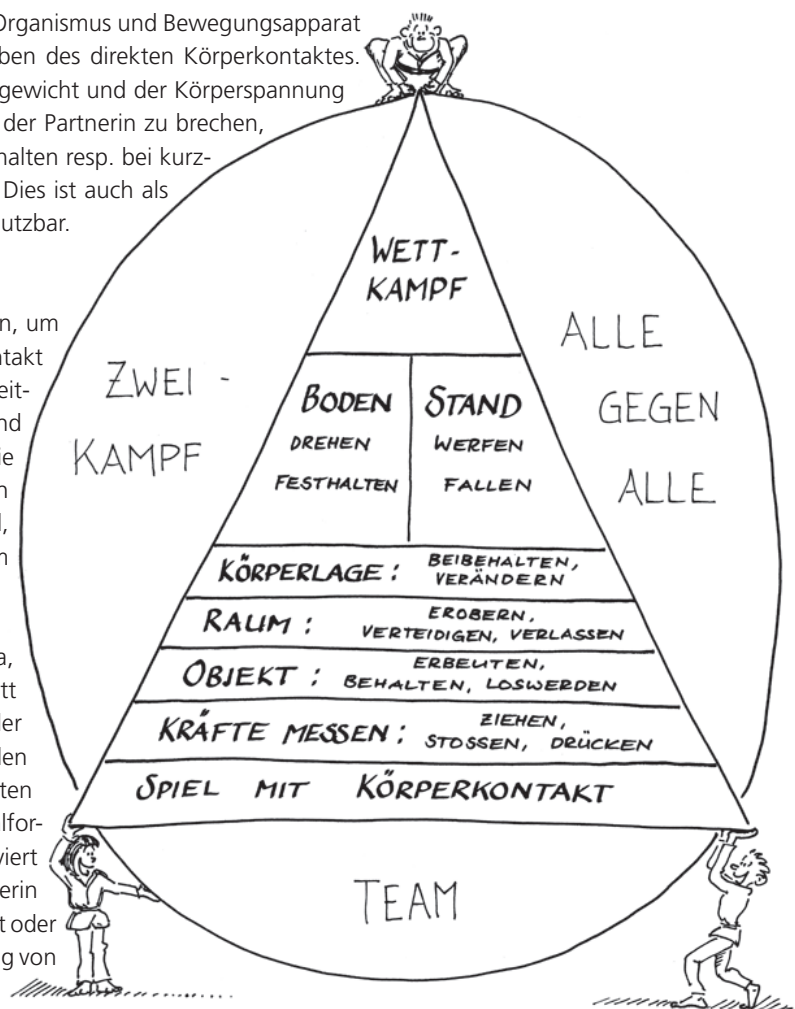 Organismus und Bewegungsapparat
ben des direkten Körperkontaktes.
gewicht und der Körperspannung
der Partnerin zu brechen,
halten resp. bei kurz-
Dies ist auch als
utzbar.
n, um
ntakt
eit-
nd
ie
n
l,
n
a,
tt
der
den
ten
lfor-
viert
erin
t oder
g von
WETT-
KAMPF
ZWEI -
KAMPF
ALLE
GEGEN
ALLE
BODEN
DREHEN
FESTHALTEN
STAND
WERFEN
FALLEN
KÖRPERLAGE : BEIBEHALTEN,
VERÄNDERN
RAUM : EROBERN,
VERTEIDIGEN, VERLASSEN
OBJEKT : ERBEUTEN,
BEHALTEN, LOSWERDEN
KRÄFTE MESSEN : ZIEHEN,
STOSSEN, DRÜCKEN
SPIEL MIT KÖRPERKONTAKT
TEAM